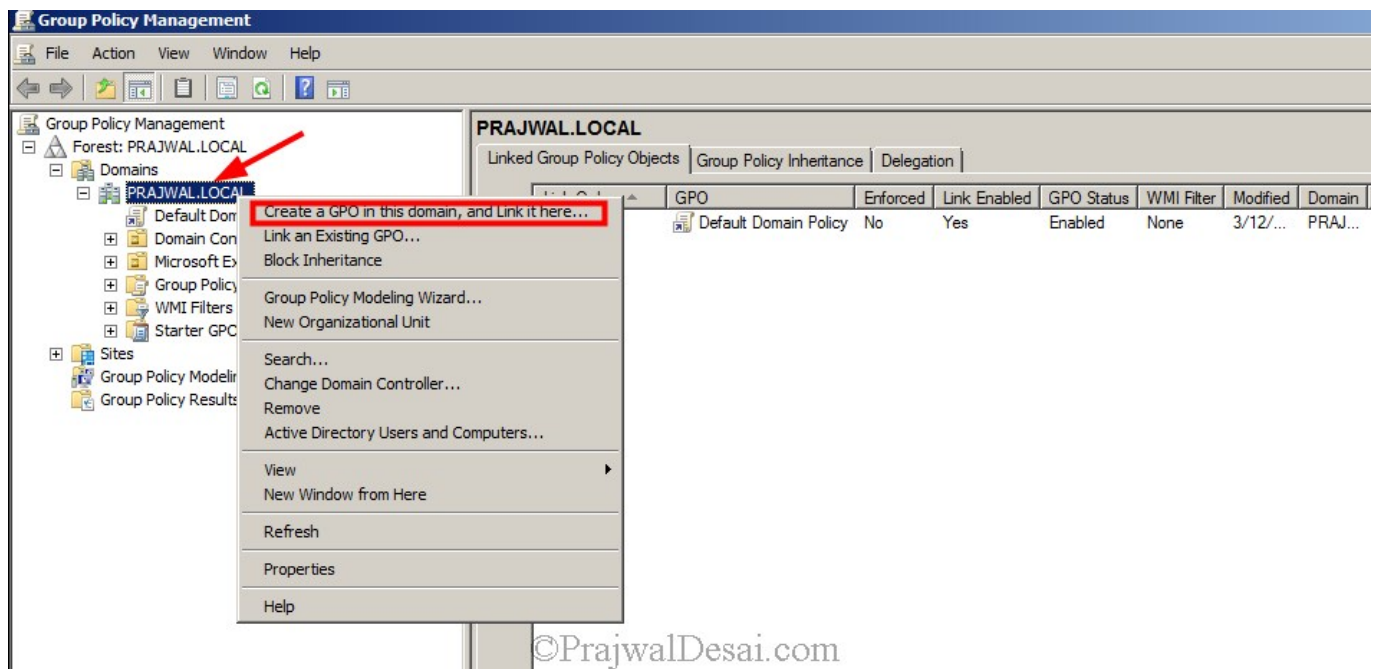 Group Policy Management
File Action View Window Help
Group Policy Management
Forest: PRAJWAL.LOCAL
Domains
PRAJWAL.LOCAL
Default Dom
Domain Con
Microsoft Ex
Group Policy
WMI Filters
Starter GPO
Sites
Group Policy Modelin
Group Policy Results
Create a GPO in this domain, and Link it here...
Link an Existing GPO...
Block Inheritance
Group Policy Modeling Wizard...
New Organizational Unit
Search...
Change Domain Controller...
Remove
Active Directory Users and Computers...
View
New Window from Here
Refresh
Properties
Help
PRAJWAL.LOCAL
Linked Group Policy Objects Group Policy Inheritance Delegation
GPO Enforced Link Enabled GPO Status WMI Filter Modified Domain
Default Domain Policy No Yes Enabled None 3/12/... PRAJ...
©PrajwalDesai.com